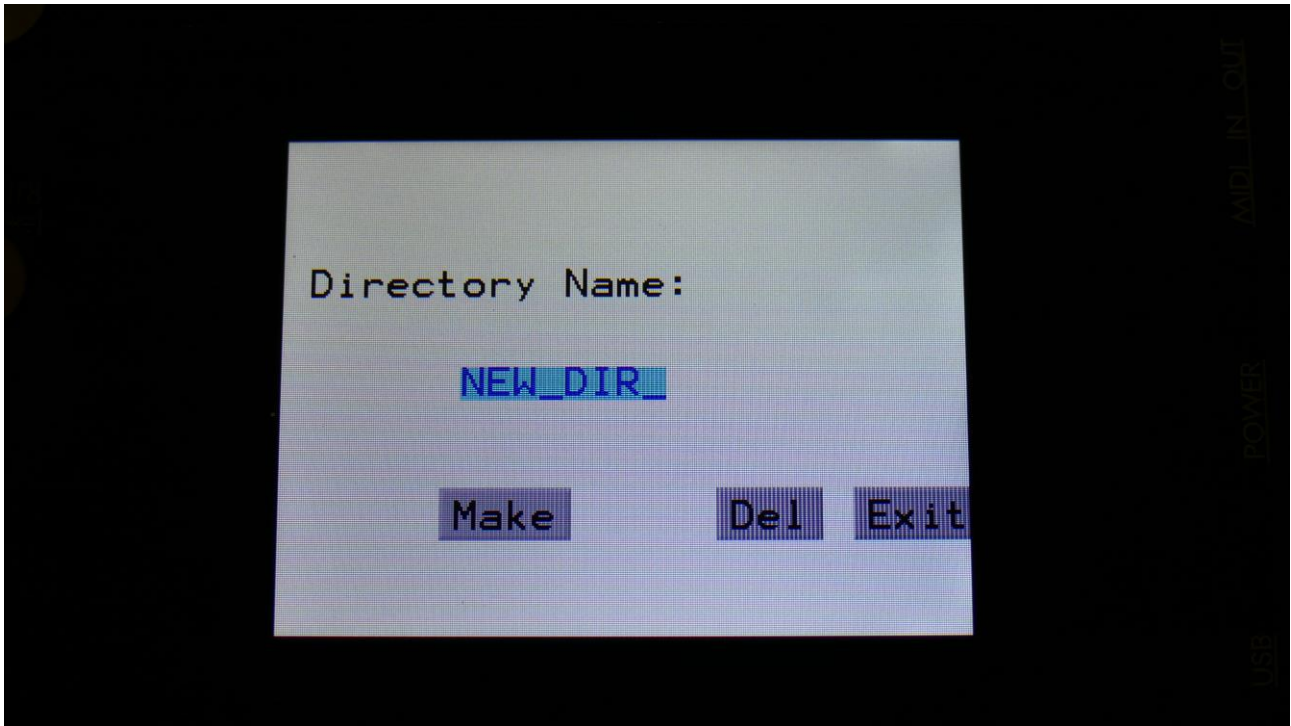 Directory Name:
NEW_DIR_
Make Del Exit
MIDI IN OUT
POWER
USB